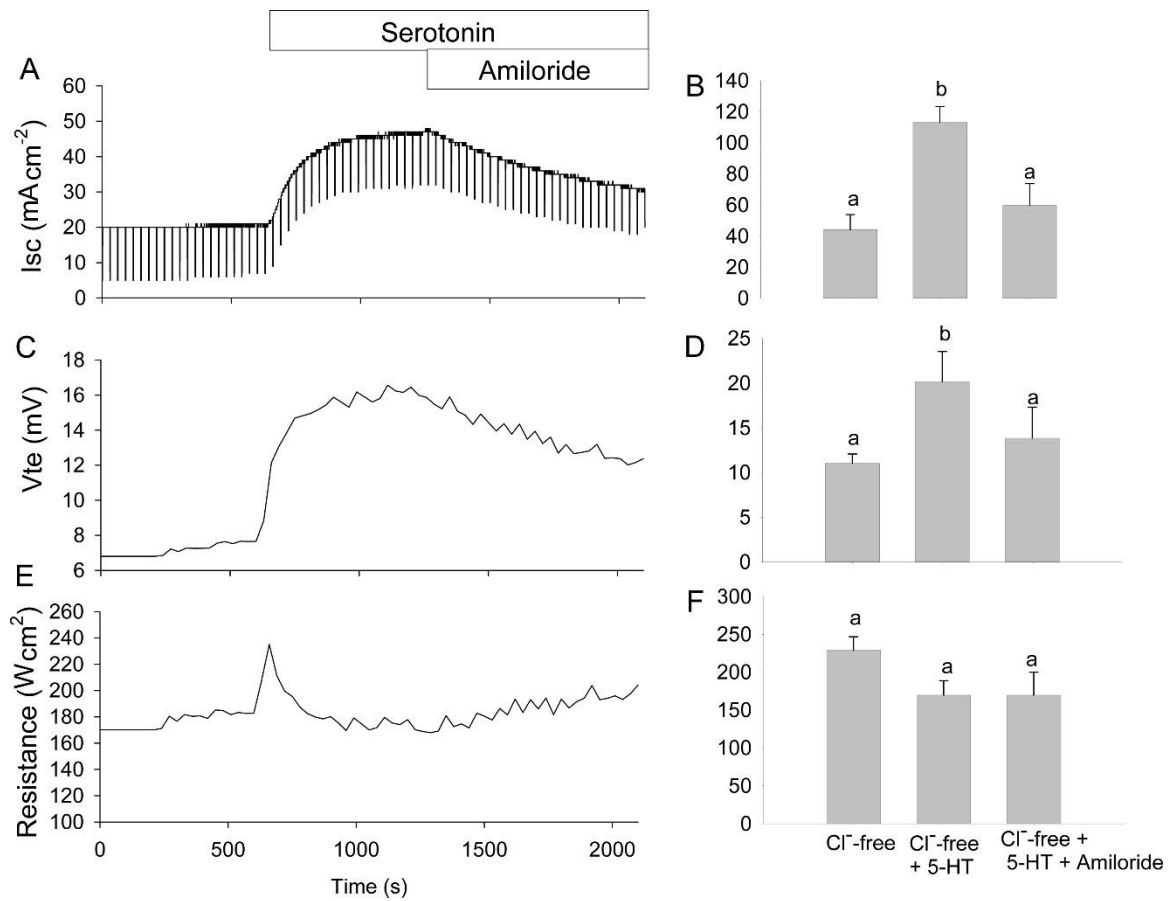 Serotonin
Amiloride
A
60
50
40
30
20
10
0
Isc (mAcm⁻²)
B
140
120
100
80
60
40
20
0
a
b
a
C
18
16
14
12
10
8
6
Vte (mV)
D
25
20
15
10
5
0
a
b
a
E
260
240
220
200
180
160
140
120
100
Resistance (Wcm²)
0
500
1000
1500
2000
Time (s)
F
300
250
200
150
100
50
0
a
a
a
Cl⁻-free
Cl⁻-free
+ 5-HT
Cl⁻-free +
5-HT + Amiloride